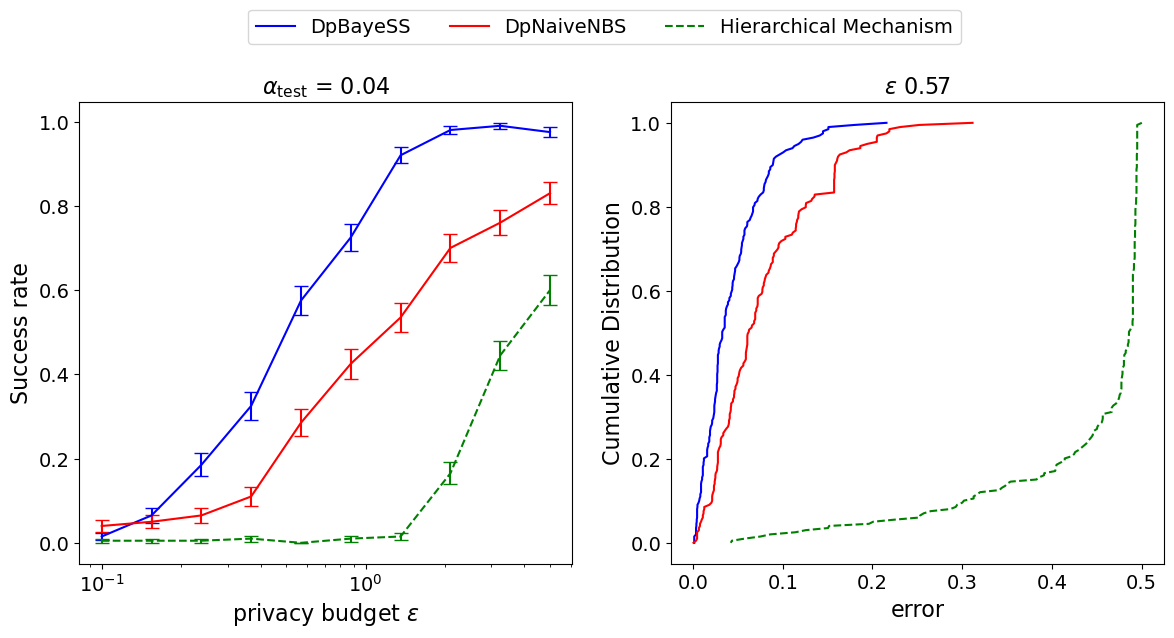 DpBayeSS DpNaiveNBS Hierarchical Mechanism
α_test = 0.04
Success rate
1.0
0.8
0.6
0.4
0.2
0.0
10⁻¹ 10⁰
privacy budget ε
ε 0.57
Cumulative Distribution
1.0
0.8
0.6
0.4
0.2
0.0
0.0 0.1 0.2 0.3 0.4 0.5
error